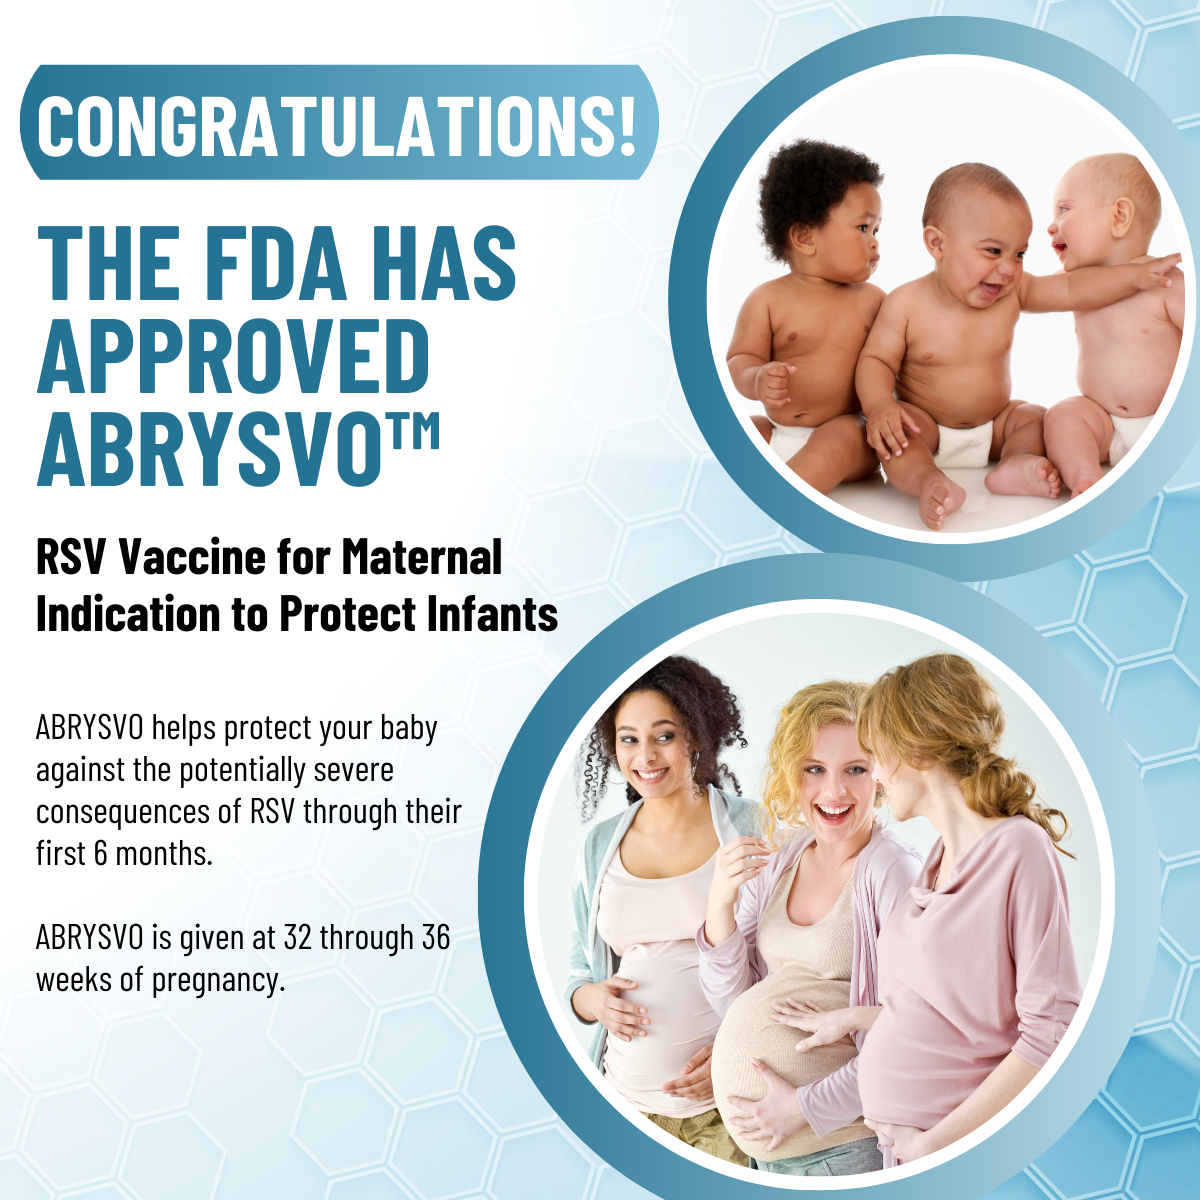 CONGRATULATIONS!
THE FDA HAS
APPROVED
ABRYSVO™
RSV Vaccine for Maternal
Indication to Protect Infants
ABRYSVO helps protect your baby
against the potentially severe
consequences of RSV through their
first 6 months.
ABRYSVO is given at 32 through 36
weeks of pregnancy.